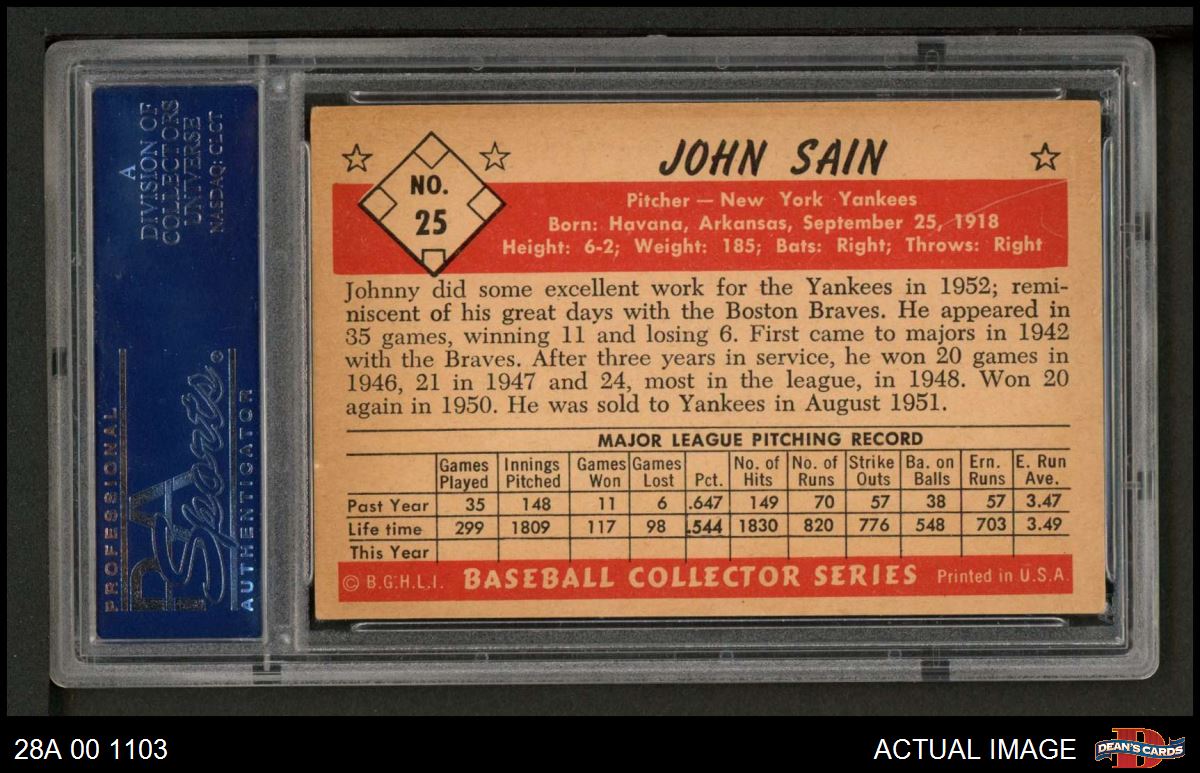 A
DIVISION OF
COLLECTORS
UNIVERSE
NASDAQ: CLCT
PROFESSIONAL
PSA
Sports®
AUTHENTICATOR
NO.
25
JOHN SAIN
Pitcher — New York Yankees
Born: Havana, Arkansas, September 25, 1918
Height: 6-2; Weight: 185; Bats: Right; Throws: Right
Johnny did some excellent work for the Yankees in 1952; remi-
niscent of his great days with the Boston Braves. He appeared in
35 games, winning 11 and losing 6. First came to majors in 1942
with the Braves. After three years in service, he won 20 games in
1946, 21 in 1947 and 24, most in the league, in 1948. Won 20
again in 1950. He was sold to Yankees in August 1951.
MAJOR LEAGUE PITCHING RECORD
Games Played Innings Pitched Games Won Games Lost Pct. No. of Hits No. of Runs Strike Outs Ba. on Balls Ern. Runs E. Run Ave.
Past Year 35 148 11 6 .647 149 70 57 38 57 3.47
Life time 299 1809 117 98 .544 1830 820 776 548 703 3.49
This Year
© B.G.H.L.I. BASEBALL COLLECTOR SERIES Printed in U.S.A.
28A 00 1103
ACTUAL IMAGE
DEAN'S CARDS